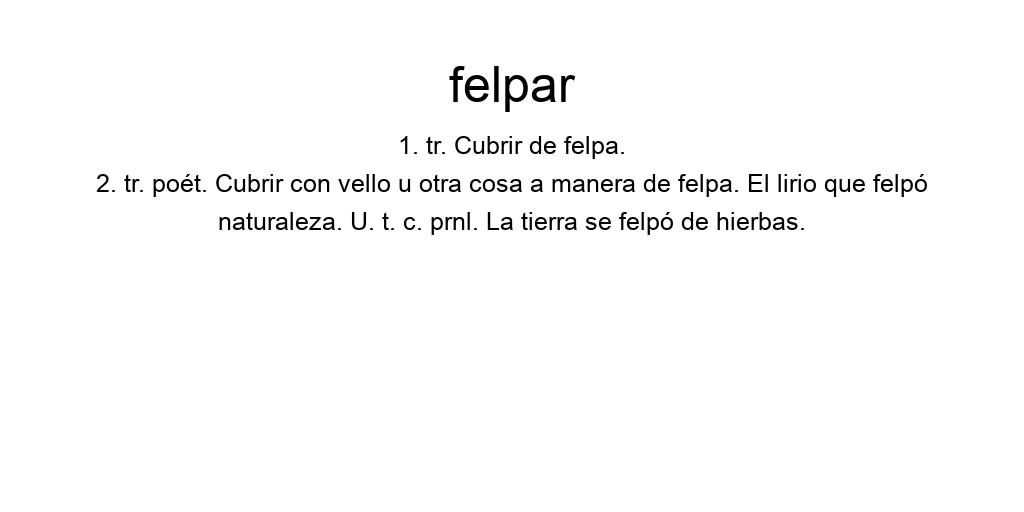 felpar
1. tr. Cubrir de felpa.
2. tr. poét. Cubrir con vello u otra cosa a manera de felpa. El lirio que felpó
naturaleza. U. t. c. prnl. La tierra se felpó de hierbas.